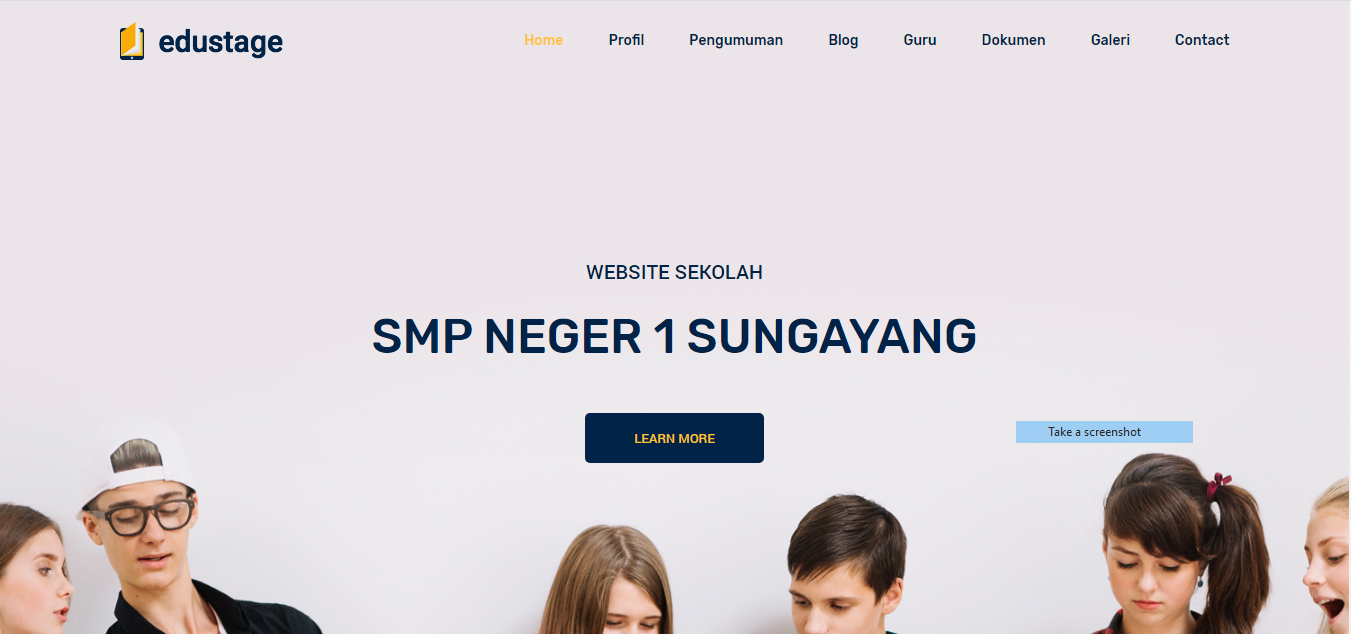 edustage
Home Profil Pengumuman Blog Guru Dokumen Galeri Contact
WEBSITE SEKOLAH
SMP NEGER 1 SUNGAYANG
LEARN MORE
Take a screenshot